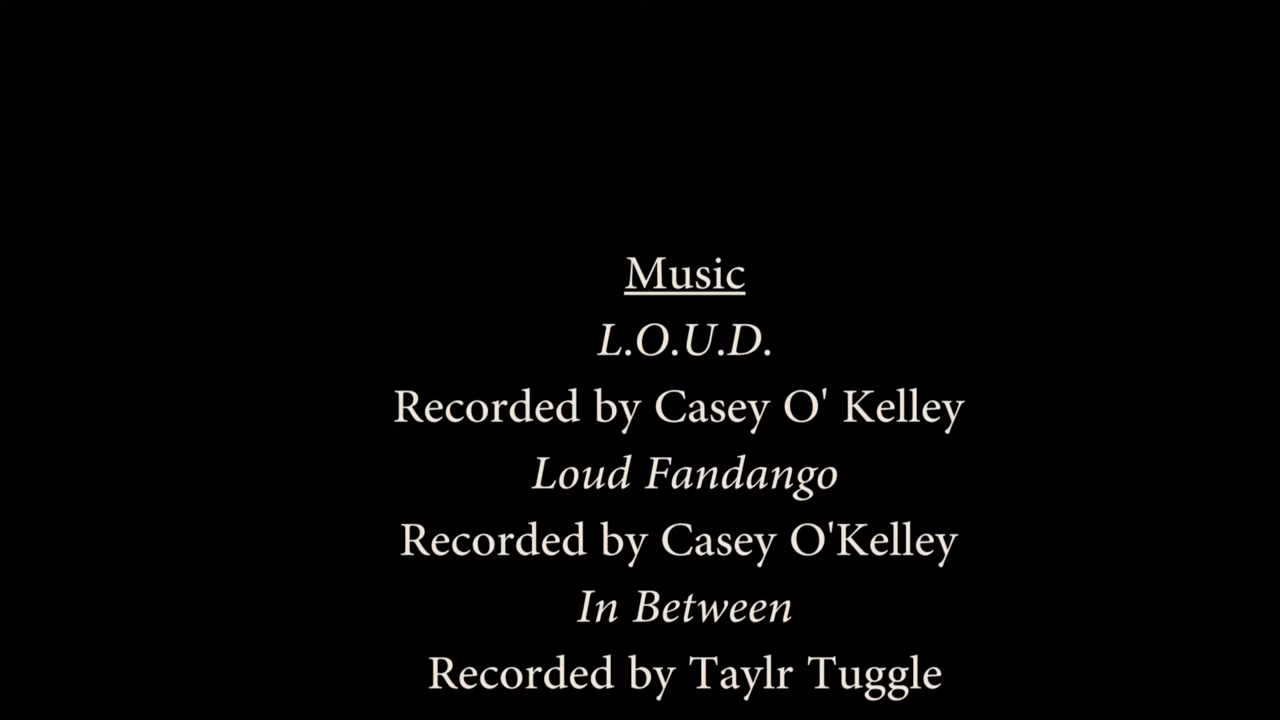 Music
L.O.U.D.
Recorded by Casey O' Kelley
Loud Fandango
Recorded by Casey O'Kelley
In Between
Recorded by Taylr Tuggle